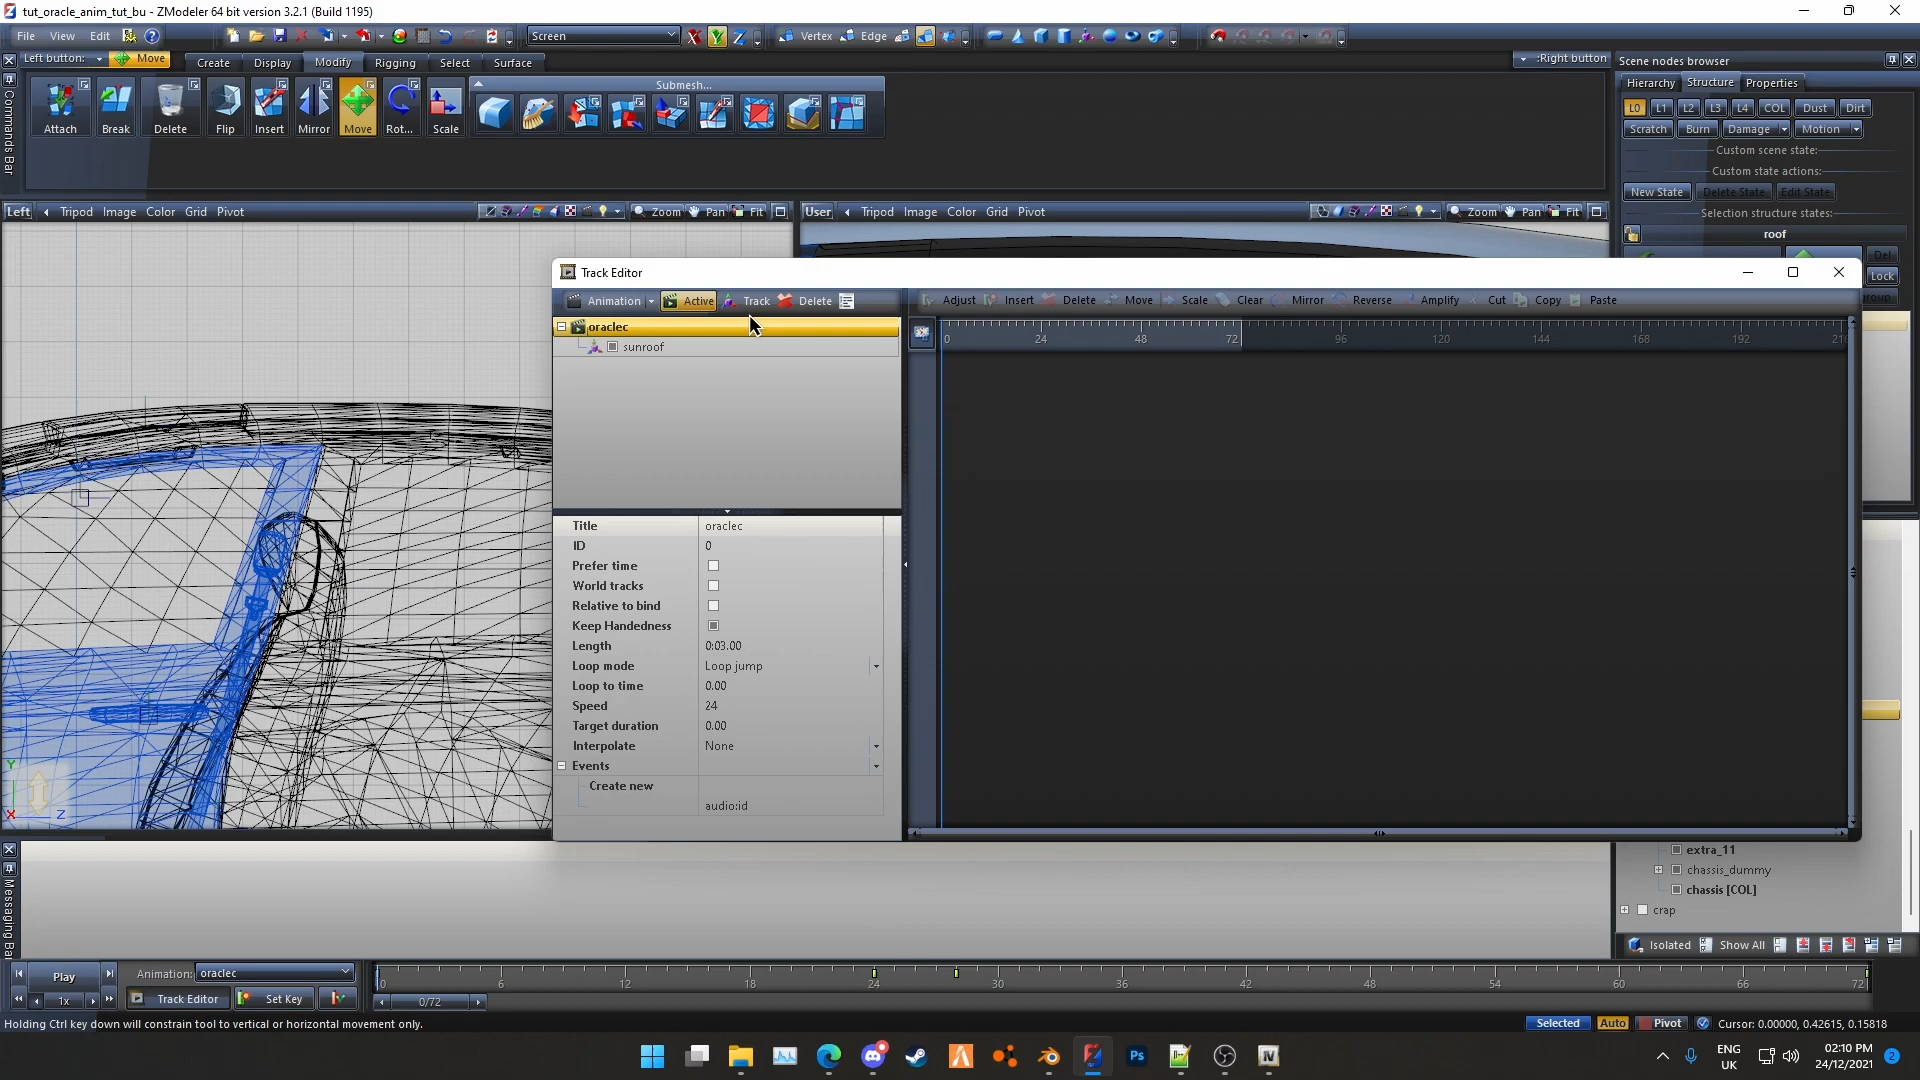 tut_oracle_anim_tut_bu - ZModeler 64 bit version 3.2.1 (Build 1195)
File View Edit
Screen
Vertex Edge
Left button: Move
Create Display Modify Rigging Select Surface
:Right button
Scene nodes browser
Commands Bar
Attach Break Delete Flip Insert Mirror Move Rot... Scale
Submesh...
Hierarchy Structure Properties
L0 L1 L2 L3 L4 COL Dust Dirt
Scratch Burn Damage Motion
Custom scene state:
Custom state actions:
New State Delete State Edit State
Selection structure states:
roof
Del
Lock
Left Tripod Image Color Grid Pivot
Zoom Pan Fit
User Tripod Image Color Grid Pivot
Zoom Pan Fit
Track Editor
Animation Active Track Delete
Adjust Insert Delete Move Scale Clear Mirror Reverse Amplify Cut Copy Paste
oraclec
sunroof
0 24 48 72 96 120 144 168 192
Title oraclec
ID 0
Prefer time
World tracks
Relative to bind
Keep Handedness
Length 0:03.00
Loop mode Loop jump
Loop to time 0.00
Speed 24
Target duration 0.00
Interpolate None
Events
Create new
audio:id
Y
X Z
extra_11
chassis_dummy
chassis [COL]
crap
Isolated Show All
Messaging Ba
Play
Animation: oraclec
1x
Track Editor Set Key
0 6 12 18 24 30 36 42 48 54 60 66 72
0/72
Holding Ctrl key down will constrain tool to vertical or horizontal movement only.
Selected Auto Pivot Cursor: 0.00000, 0.42615, 0.15818
Ps
IV
ENG
UK
02:10 PM
24/12/2021
2